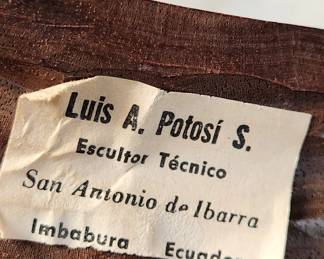 Luis A. Potosí S.
Escultor Técnico
San Antonio de Ibarra
Imbabura Ecuador